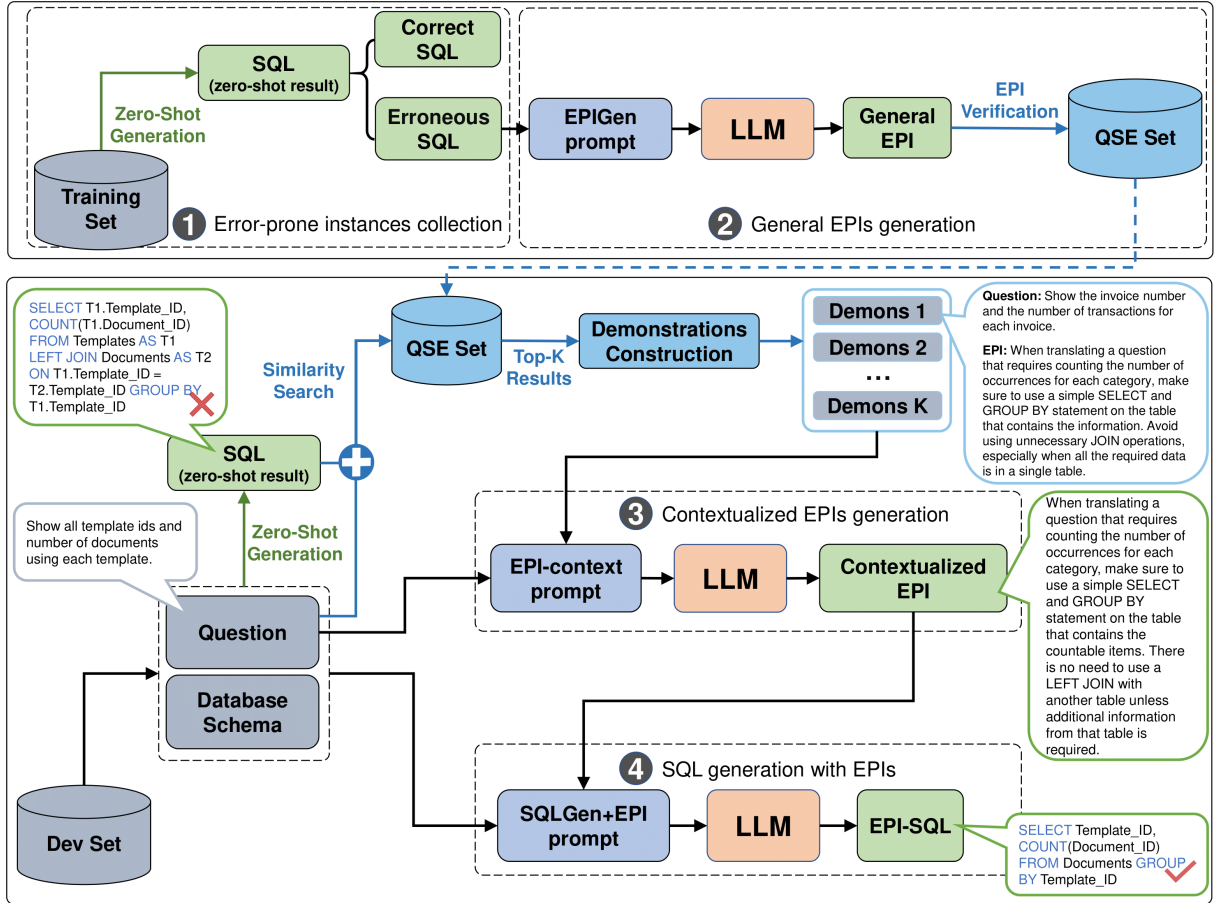 Correct
SQL
SQL
(zero-shot result)
Zero-Shot
Generation
Erroneous
SQL
Training
Set
1 Error-prone instances collection
EPIGen
prompt
LLM
General
EPI
EPI
Verification
QSE Set
2 General EPIs generation
SELECT T1.Template_ID,
COUNT(T1.Document_ID)
FROM Templates AS T1
LEFT JOIN Documents AS T2
ON T1.Template_ID =
T2.Template_ID GROUP BY
T1.Template_ID
SQL
(zero-shot result)
Similarity
Search
QSE Set
Top-K
Results
Demonstrations
Construction
Demons 1
Demons 2
...
Demons K
Question: Show the invoice number
and the number of transactions for
each invoice.
EPI: When translating a question
that requires counting the number of
occurrences for each category, make
sure to use a simple SELECT and
GROUP BY statement on the table
that contains the information. Avoid
using unnecessary JOIN operations,
especially when all the required data
is in a single table.
Show all template ids and
number of documents
using each template.
Zero-Shot
Generation
Question
Database
Schema
Dev Set
3 Contextualized EPIs generation
EPI-context
prompt
LLM
Contextualized
EPI
When translating a
question that requires
counting the number of
occurrences for each
category, make sure to
use a simple SELECT
and GROUP BY
statement on the table
that contains the
countable items. There
is no need to use a
LEFT JOIN with
another table unless
additional information
from that table is
required.
4 SQL generation with EPIs
SQLGen+EPI
prompt
LLM
EPI-SQL
SELECT Template_ID,
COUNT(Document_ID)
FROM Documents GROUP
BY Template_ID